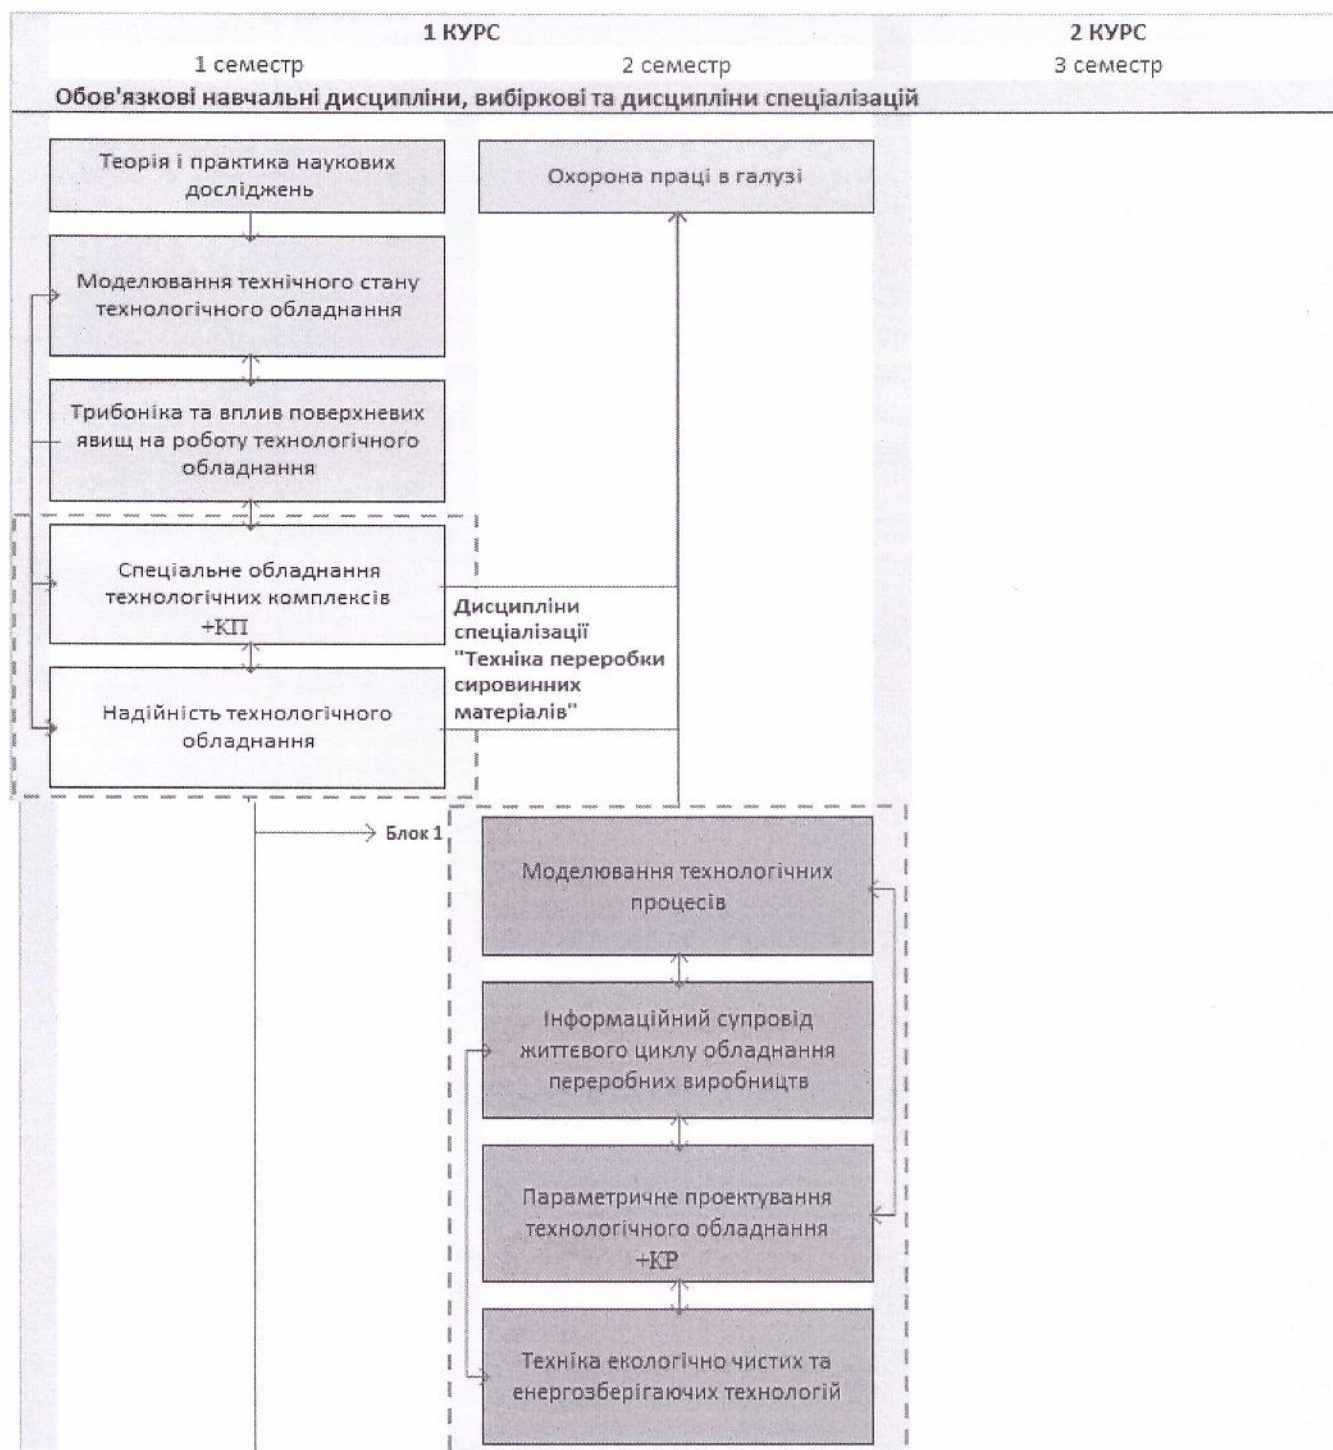 1 КУРС
2 КУРС
1 семестр
2 семестр
3 семестр
Обов'язкові навчальні дисципліни, вибіркові та дисципліни спеціалізацій
Теорія і практика наукових
досліджень
Охорона праці в галузі
Моделювання технічного стану
технологічного обладнання
Трибоніка та вплив поверхневих
явищ на роботу технологічного
обладнання
Спеціальне обладнання
технологічних комплексів
+КП
Дисципліни
спеціалізації
"Техніка переробки
сировинних
матеріалів"
Надійність технологічного
обладнання
Блок 1
Моделювання технологічних
процесів
Інформаційний супровід
життєвого циклу обладнання
переробних виробництв
Параметричне проектування
технологічного обладнання
+КР
Техніка екологічно чистих та
енергозберігаючих технологій